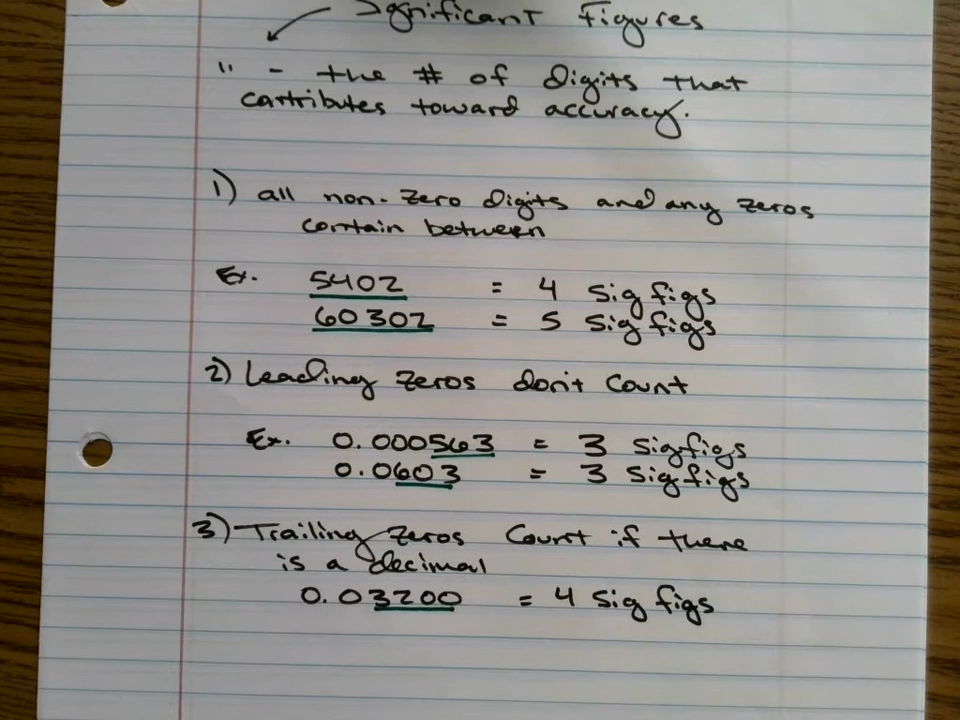 Significant Figures
" - the # of digits that
contributes toward accuracy.
1) all non-zero digits and any zeros
contain between
Ex. 5402 = 4 sig figs
60302 = 5 sig figs
2) Leading zeros don't count
Ex. 0.000563 = 3 sigfigs
0.0603 = 3 sig figs
3) Trailing zeros count if there
is a decimal
0.03200 = 4 sig figs